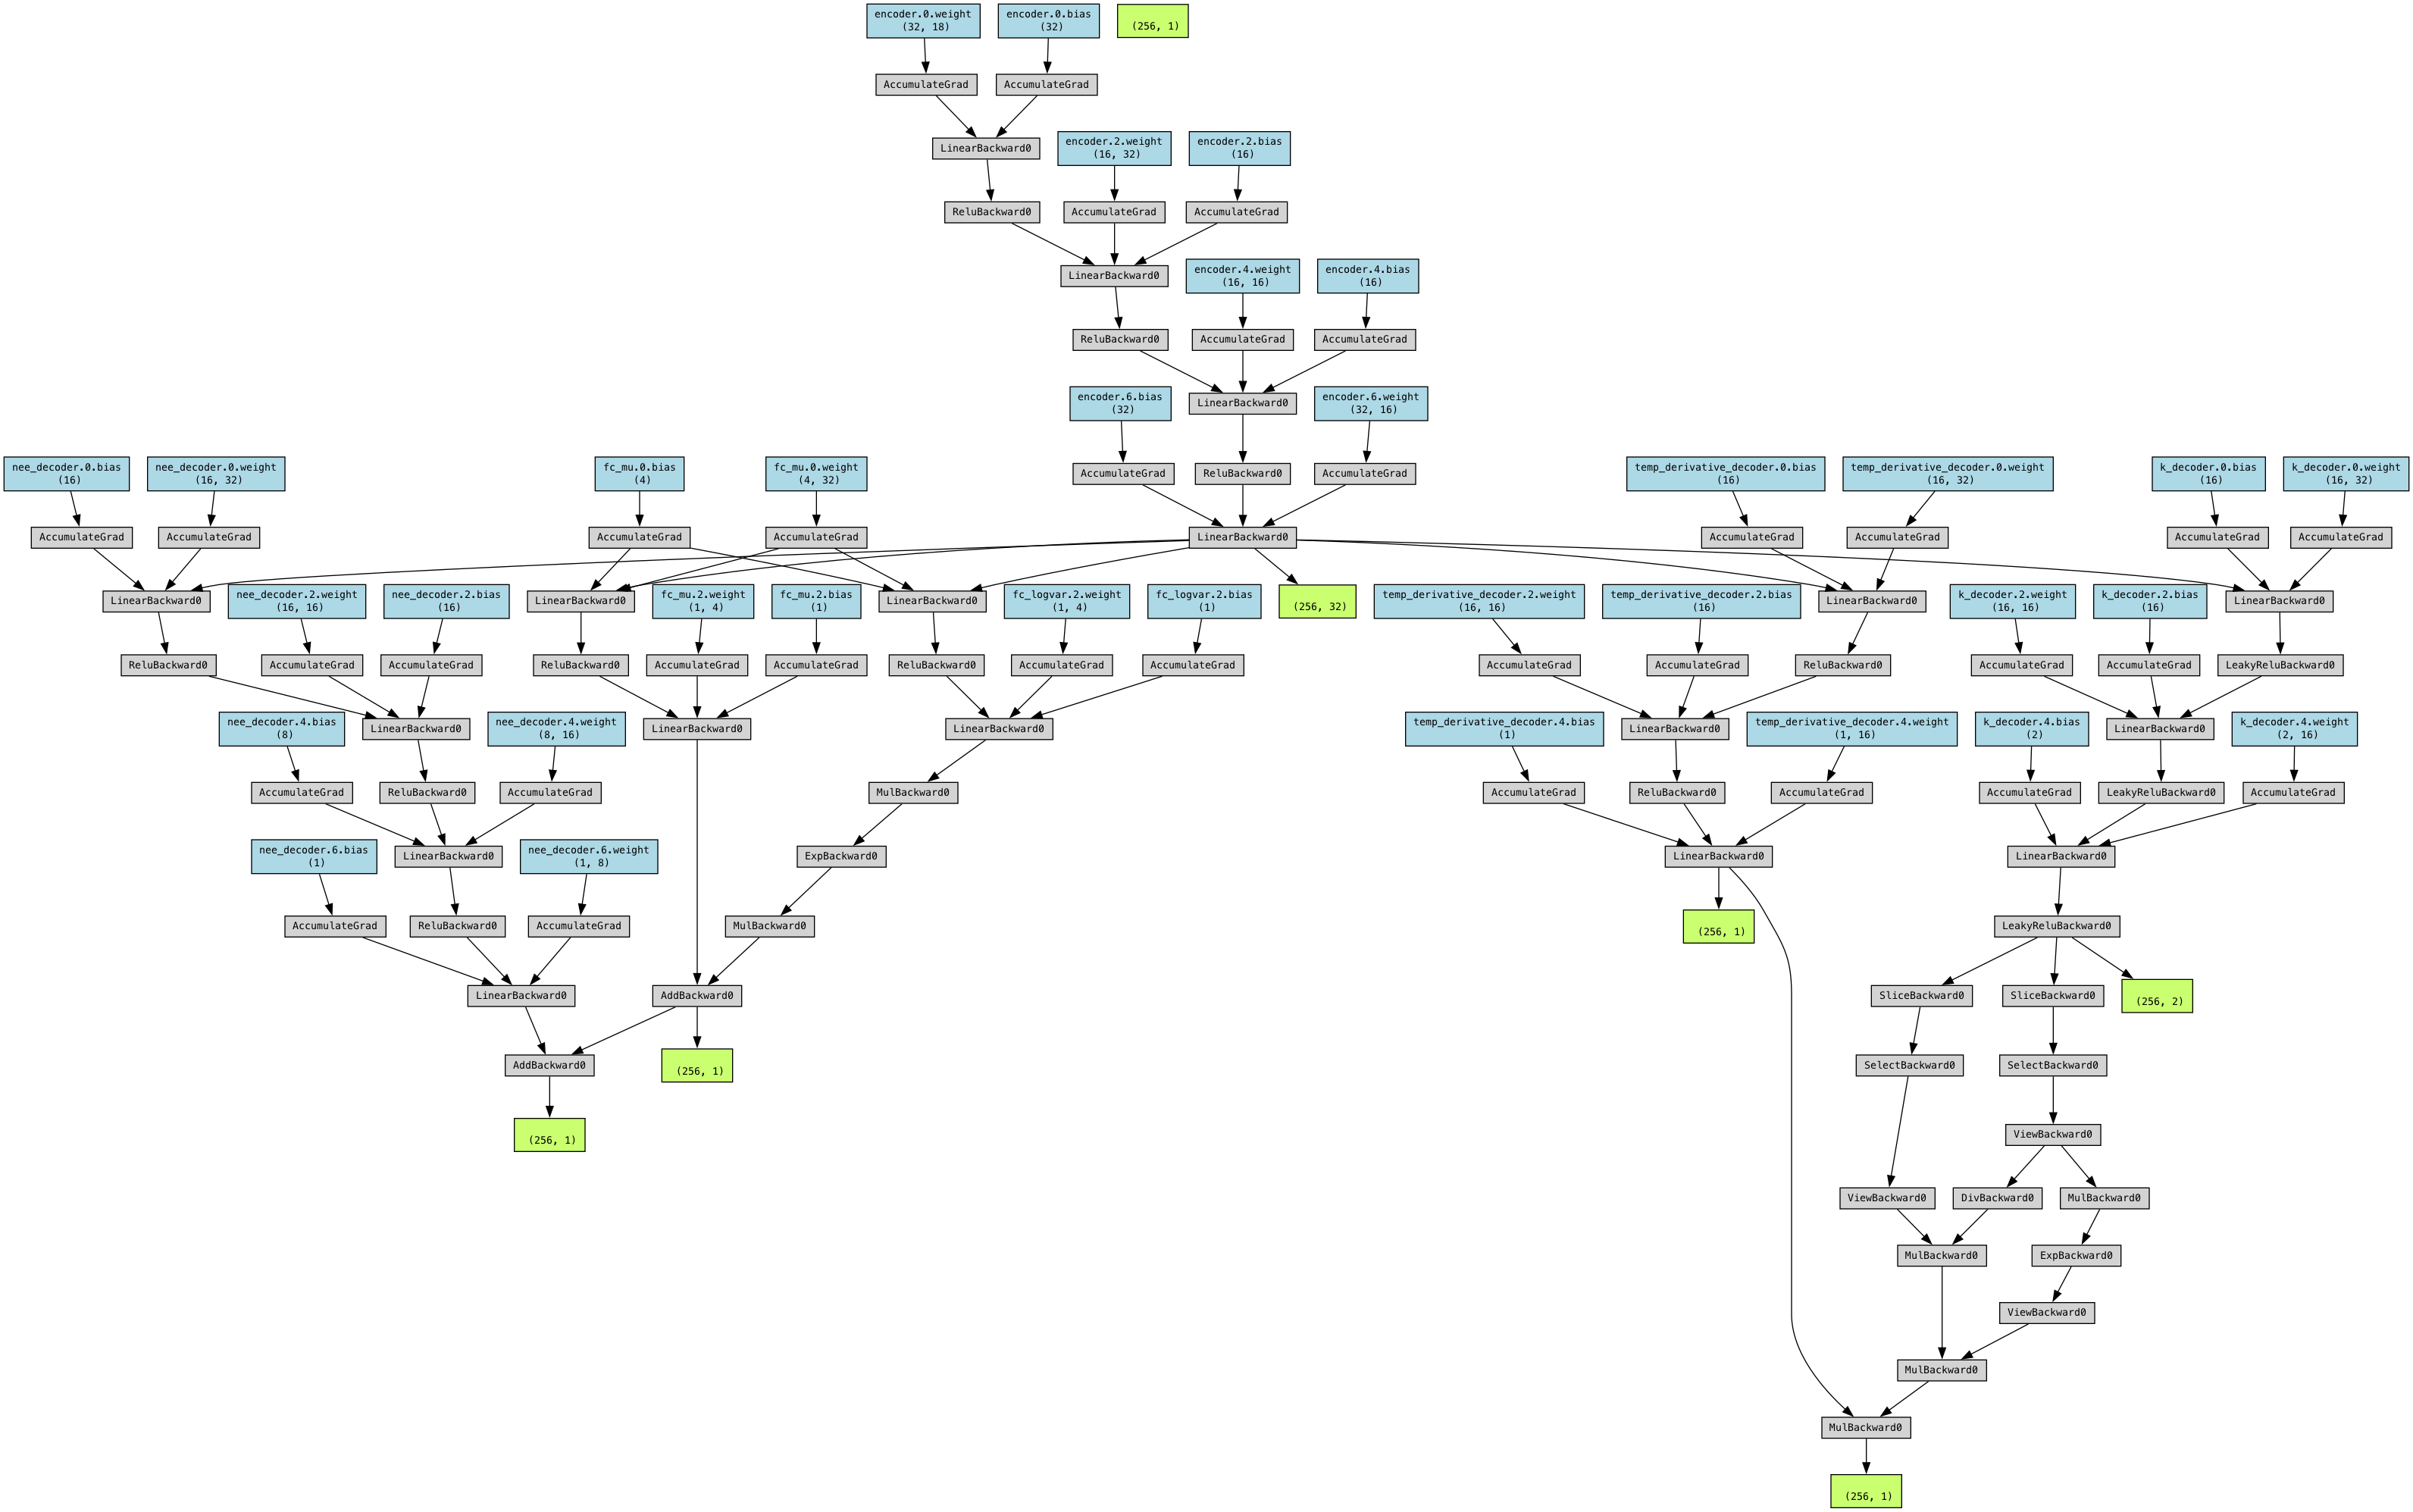 encoder.0.weight
(32, 18)
encoder.0.bias
(32)
(256, 1)
AccumulateGrad
AccumulateGrad
LinearBackward0
encoder.2.weight
(16, 32)
encoder.2.bias
(16)
ReluBackward0
AccumulateGrad
AccumulateGrad
LinearBackward0
encoder.4.weight
(16, 16)
encoder.4.bias
(16)
ReluBackward0
AccumulateGrad
AccumulateGrad
encoder.6.bias
(32)
LinearBackward0
encoder.6.weight
(32, 16)
nee_decoder.0.bias
(16)
nee_decoder.0.weight
(16, 32)
fc_mu.0.bias
(4)
fc_mu.0.weight
(4, 32)
AccumulateGrad
ReluBackward0
AccumulateGrad
temp_derivative_decoder.0.bias
(16)
temp_derivative_decoder.0.weight
(16, 32)
k_decoder.0.bias
(16)
k_decoder.0.weight
(16, 32)
AccumulateGrad
AccumulateGrad
AccumulateGrad
AccumulateGrad
LinearBackward0
AccumulateGrad
AccumulateGrad
AccumulateGrad
AccumulateGrad
LinearBackward0
nee_decoder.2.weight
(16, 16)
nee_decoder.2.bias
(16)
LinearBackward0
fc_mu.2.weight
(1, 4)
fc_mu.2.bias
(1)
LinearBackward0
fc_logvar.2.weight
(1, 4)
fc_logvar.2.bias
(1)
(256, 32)
temp_derivative_decoder.2.weight
(16, 16)
temp_derivative_decoder.2.bias
(16)
LinearBackward0
k_decoder.2.weight
(16, 16)
k_decoder.2.bias
(16)
LinearBackward0
ReluBackward0
AccumulateGrad
AccumulateGrad
ReluBackward0
AccumulateGrad
AccumulateGrad
ReluBackward0
AccumulateGrad
AccumulateGrad
AccumulateGrad
AccumulateGrad
ReluBackward0
AccumulateGrad
AccumulateGrad
LeakyReluBackward0
nee_decoder.4.bias
(8)
LinearBackward0
nee_decoder.4.weight
(8, 16)
LinearBackward0
LinearBackward0
temp_derivative_decoder.4.bias
(1)
LinearBackward0
temp_derivative_decoder.4.weight
(1, 16)
k_decoder.4.bias
(2)
LinearBackward0
k_decoder.4.weight
(2, 16)
AccumulateGrad
ReluBackward0
AccumulateGrad
MulBackward0
AccumulateGrad
ReluBackward0
AccumulateGrad
AccumulateGrad
LeakyReluBackward0
AccumulateGrad
nee_decoder.6.bias
(1)
LinearBackward0
nee_decoder.6.weight
(1, 8)
ExpBackward0
LinearBackward0
LinearBackward0
AccumulateGrad
ReluBackward0
AccumulateGrad
MulBackward0
(256, 1)
LeakyReluBackward0
LinearBackward0
AddBackward0
SliceBackward0
SliceBackward0
(256, 2)
AddBackward0
(256, 1)
SelectBackward0
SelectBackward0
(256, 1)
ViewBackward0
ViewBackward0
DivBackward0
MulBackward0
MulBackward0
ExpBackward0
ViewBackward0
MulBackward0
MulBackward0
(256, 1)